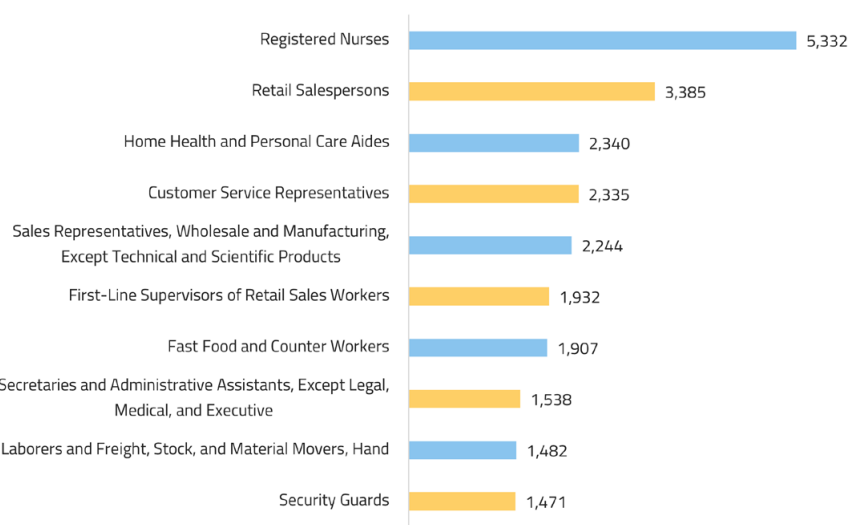 Registered Nurses 5,332
Retail Salespersons 3,385
Home Health and Personal Care Aides 2,340
Customer Service Representatives 2,335
Sales Representatives, Wholesale and Manufacturing,
Except Technical and Scientific Products 2,244
First-Line Supervisors of Retail Sales Workers 1,932
Fast Food and Counter Workers 1,907
Secretaries and Administrative Assistants, Except Legal,
Medical, and Executive 1,538
Laborers and Freight, Stock, and Material Movers, Hand 1,482
Security Guards 1,471